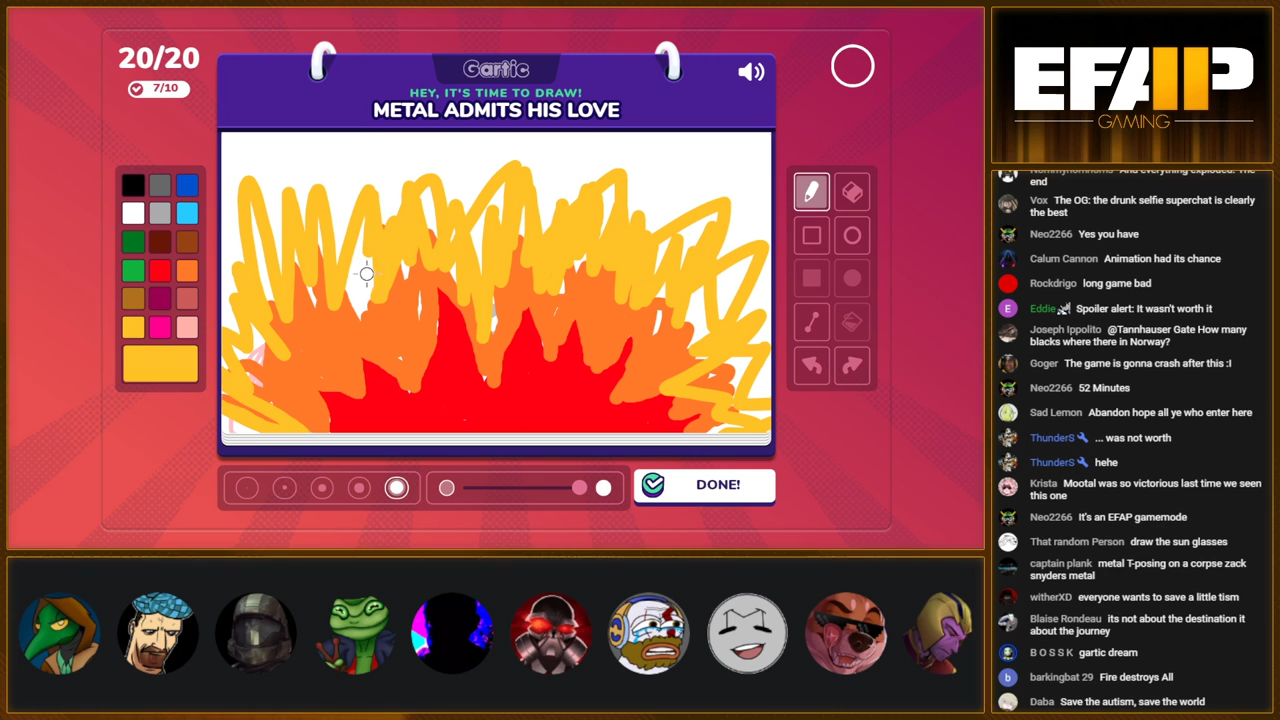 20/20
7/10
Gartic
HEY, IT'S TIME TO DRAW!
METAL ADMITS HIS LOVE
DONE!
EFAP
GAMING
And everything exploded. The
end
Vox The OG: the drunk selfie superchat is clearly
the best
Neo2266 Yes you have
Calum Cannon Animation had its chance
Rockdrigo long game bad
E Eddie Spoiler alert: It wasn't worth it
Joseph Ippolito @Tannhauser Gate How many
blacks where there in Norway?
Goger The game is gonna crash after this :I
Neo2266 52 Minutes
Sad Lemon Abandon hope all ye who enter here
ThunderS ... was not worth
ThunderS hehe
Krista Mootal was so victorious last time we seen
this one
Neo2266 It's an EFAP gamemode
That random Person draw the sun glasses
captain plank metal T-posing on a corpse zack
snyders metal
witherXD everyone wants to save a little tism
Blaise Rondeau its not about the destination it
about the journey
B O S S K gartic dream
b barkingbat 29 Fire destroys All
Daba Save the autism, save the world